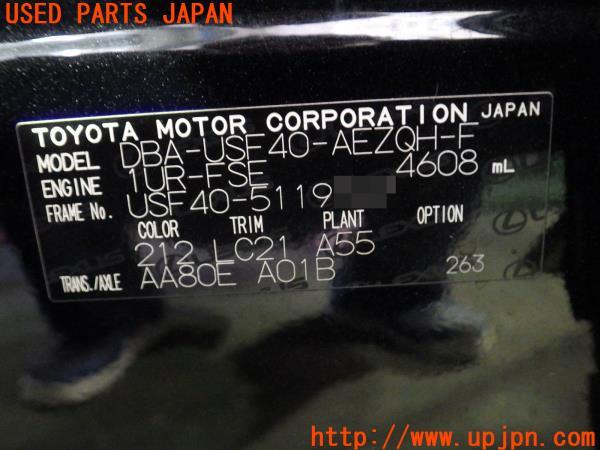 USED PARTS JAPAN
TOYOTA MOTOR CORPORATION JAPAN
MODEL DBA-USF40-AEZQH-F
ENGINE 1UR-FSE 4608 mL
FRAME No. USF40-5119
COLOR TRIM PLANT OPTION
212 LC21 A55
TRANS./AXLE AA80E A01B 263
http://www.upjpn.com